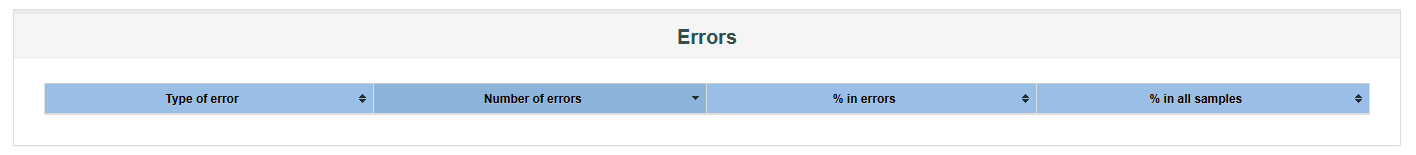 Errors
Type of error Number of errors % in errors % in all samples